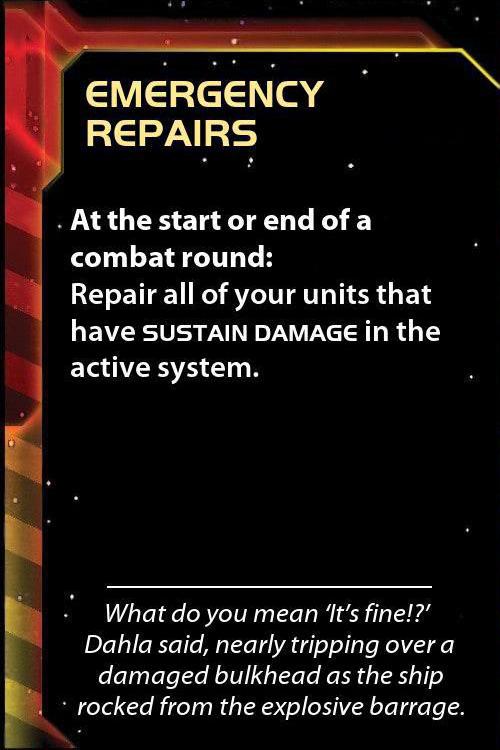 EMERGENCY
REPAIRS
At the start or end of a
combat round:
Repair all of your units that
have SUSTAIN DAMAGE in the
active system.
What do you mean ‘It’s fine!?’
Dahla said, nearly tripping over a
damaged bulkhead as the ship
rocked from the explosive barrage.